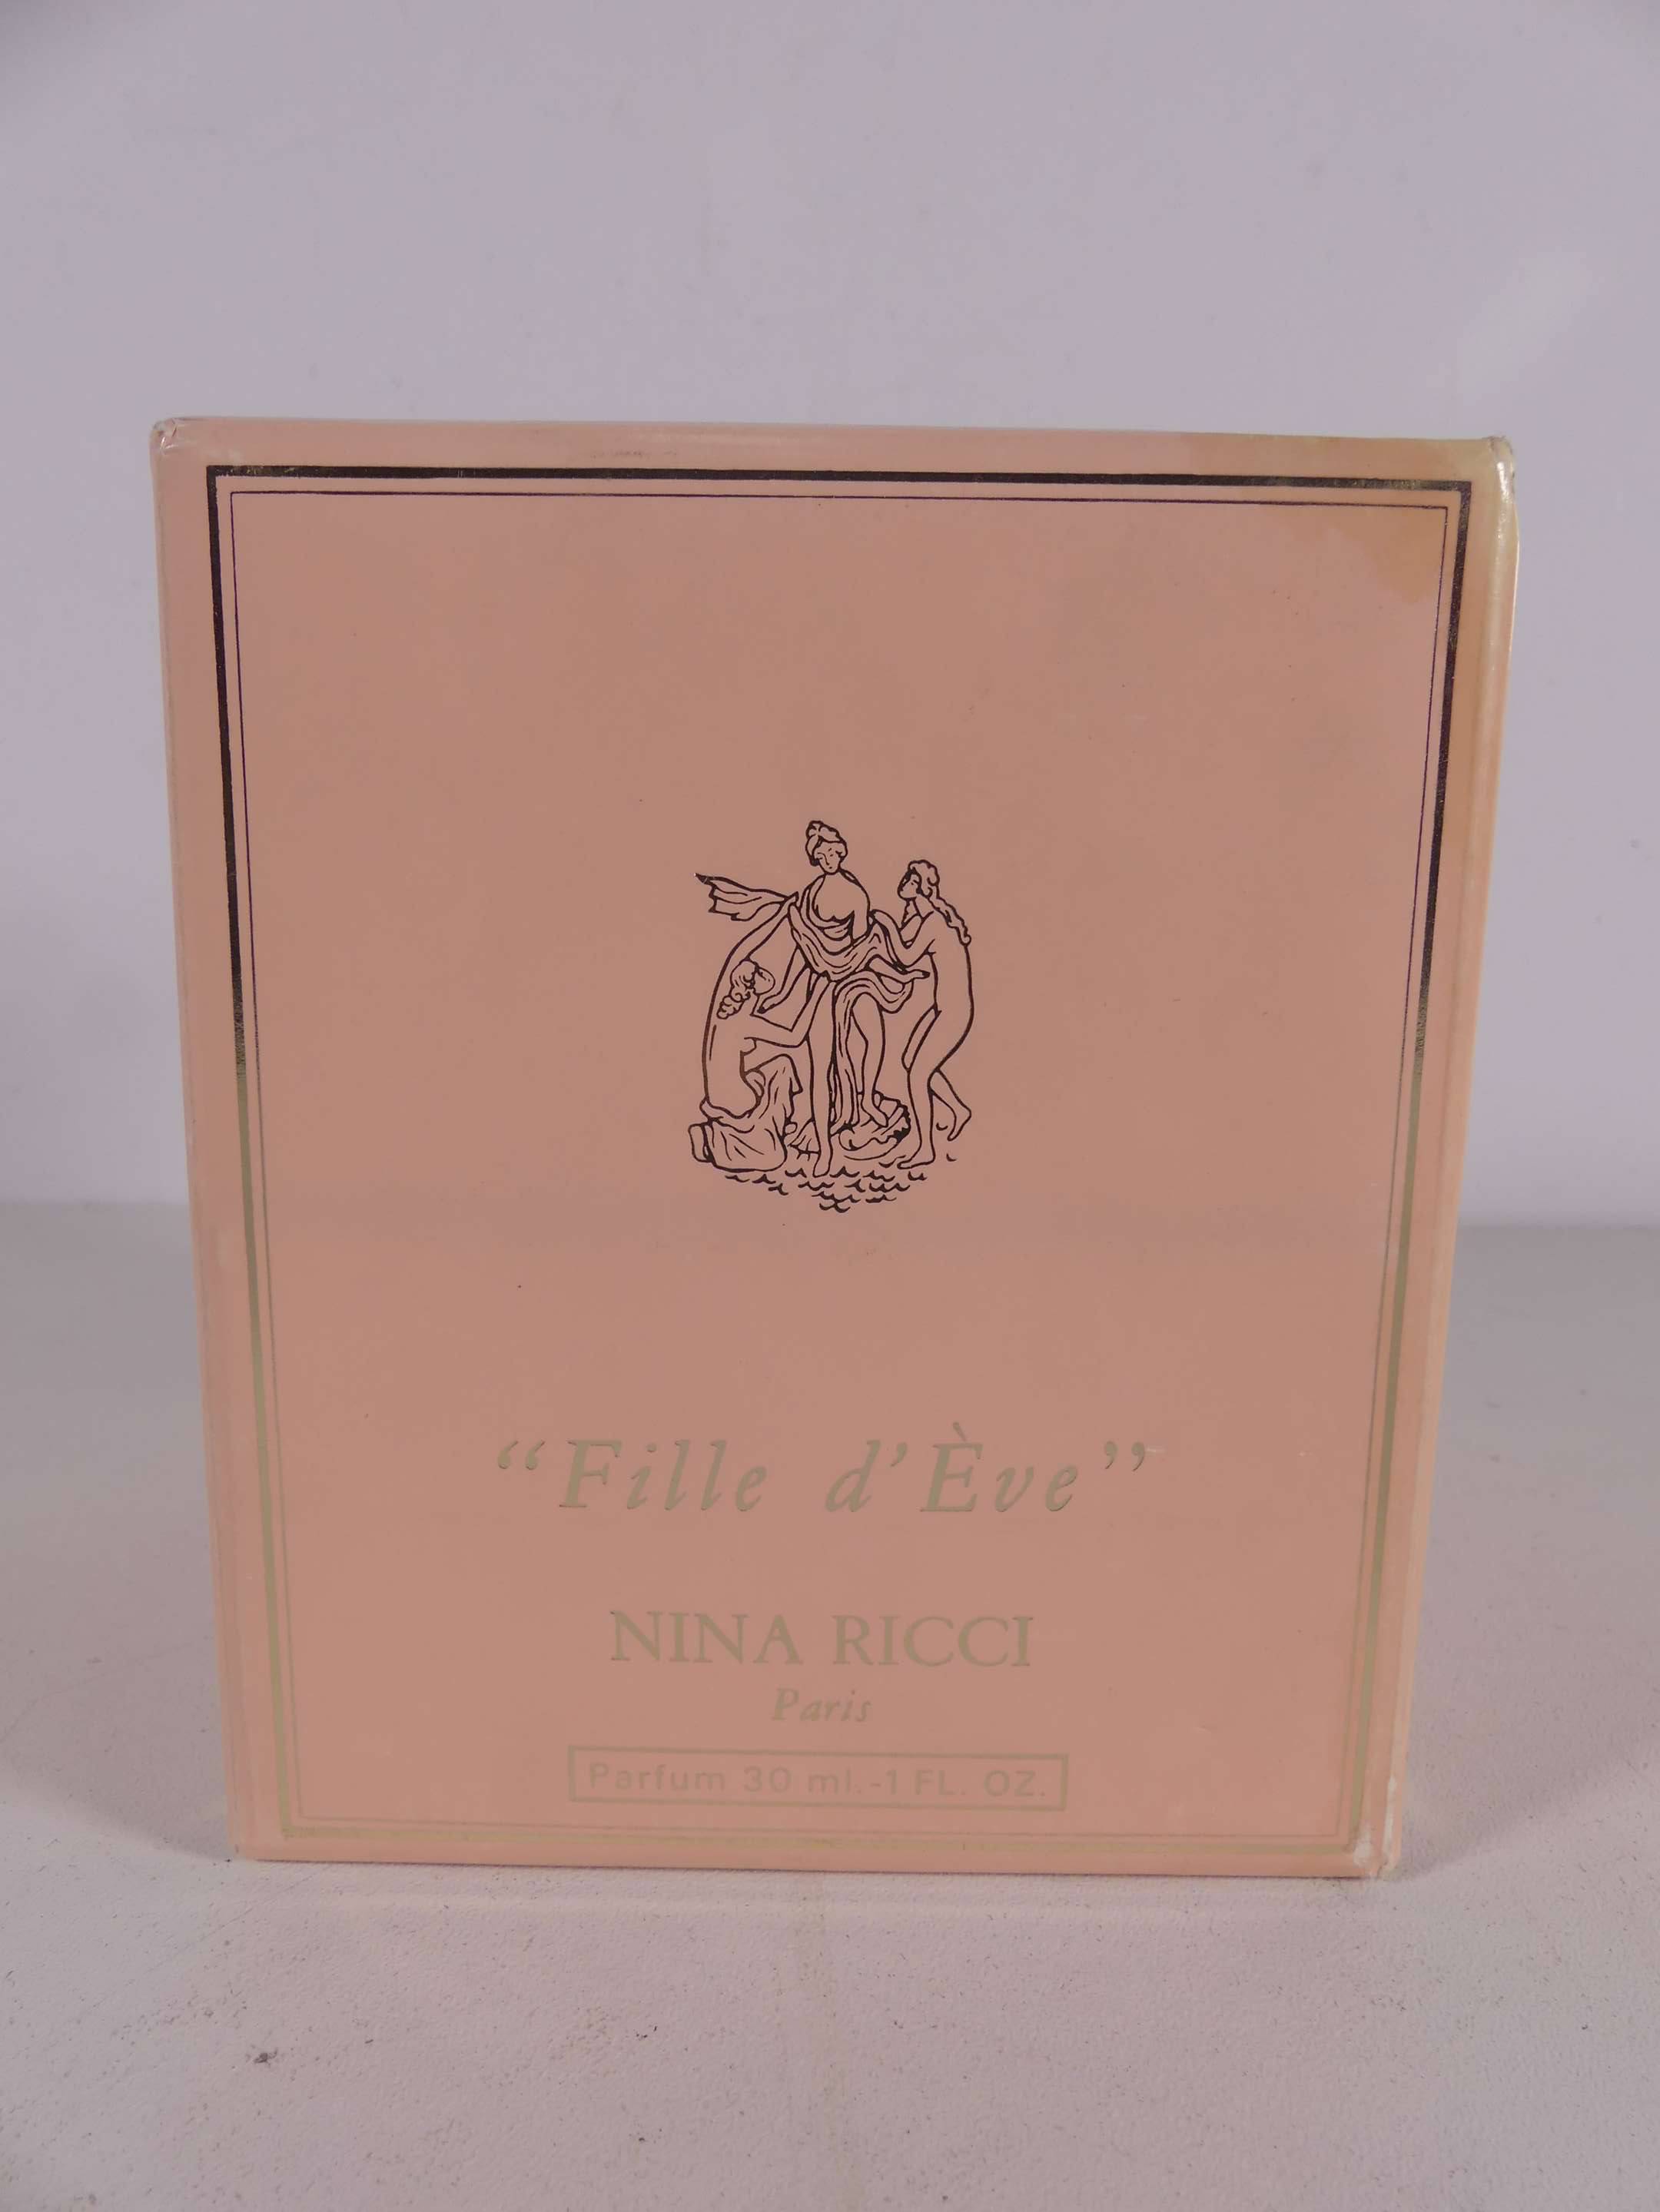 “Fille d’Ève”
NINA RICCI
Paris
Parfum 30 ml.-1 FL. OZ.